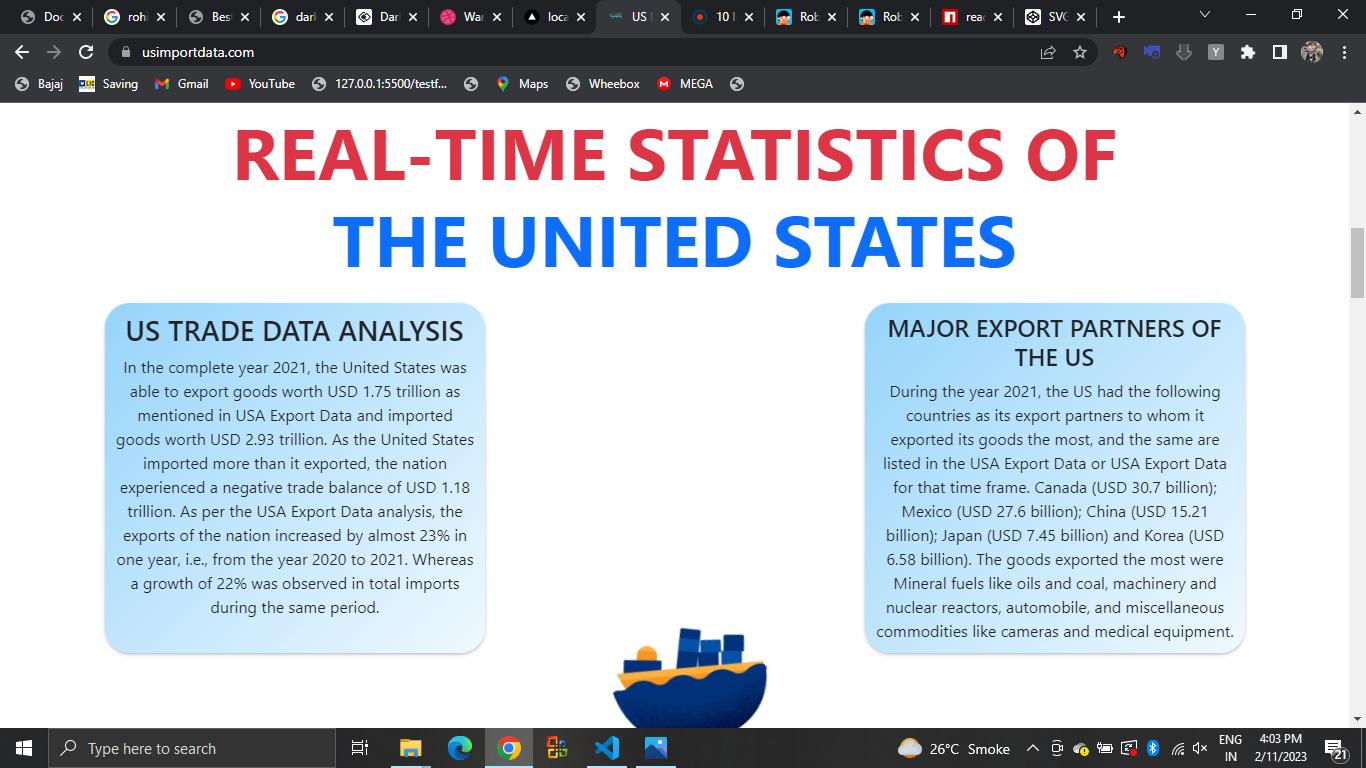 Doc
rohi
Best
dark
Dark
War
loca
US I
10 I
Rob
Rob
reac
SVG
usimportdata.com
Y
Bajaj
Saving
Gmail
YouTube
127.0.0.1:5500/testf...
Maps
Wheebox
MEGA
REAL-TIME STATISTICS OF
THE UNITED STATES
US TRADE DATA ANALYSIS
In the complete year 2021, the United States was
able to export goods worth USD 1.75 trillion as
mentioned in USA Export Data and imported
goods worth USD 2.93 trillion. As the United States
imported more than it exported, the nation
experienced a negative trade balance of USD 1.18
trillion. As per the USA Export Data analysis, the
exports of the nation increased by almost 23% in
one year, i.e., from the year 2020 to 2021. Whereas
a growth of 22% was observed in total imports
during the same period.
MAJOR EXPORT PARTNERS OF
THE US
During the year 2021, the US had the following
countries as its export partners to whom it
exported its goods the most, and the same are
listed in the USA Export Data or USA Export Data
for that time frame. Canada (USD 30.7 billion);
Mexico (USD 27.6 billion); China (USD 15.21
billion); Japan (USD 7.45 billion) and Korea (USD
6.58 billion). The goods exported the most were
Mineral fuels like oils and coal, machinery and
nuclear reactors, automobile, and miscellaneous
commodities like cameras and medical equipment.
Type here to search
26°C Smoke
ENG
IN
4:03 PM
2/11/2023
21